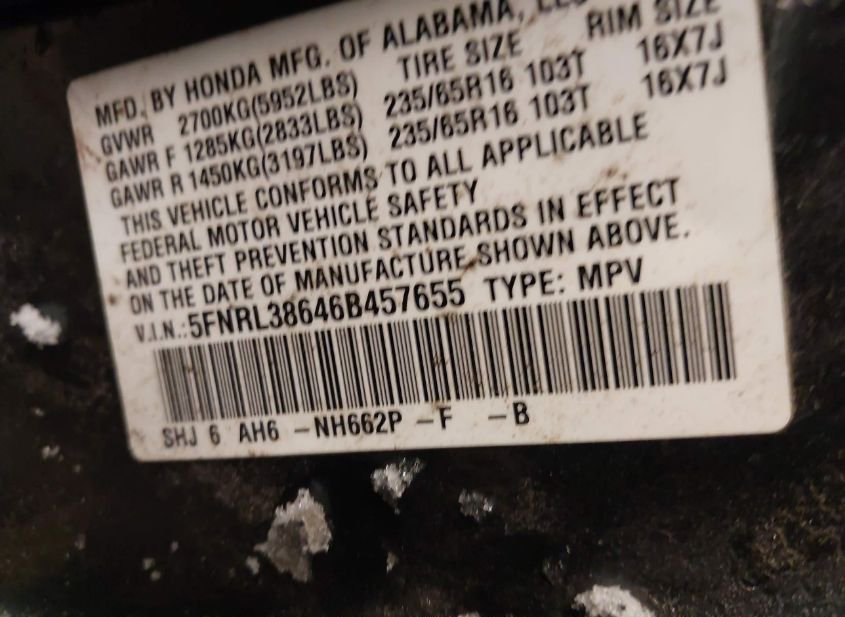 MFD. BY HONDA MFG. OF ALABAMA,
TIRE SIZE RIM SIZE
GVWR 2700KG(5952LBS)
GAWR F 1285KG(2833LBS) 235/65R16 103T 16X7J
GAWR R 1450KG(3197LBS) 235/65R16 103T 16X7J
THIS VEHICLE CONFORMS TO ALL APPLICABLE
FEDERAL MOTOR VEHICLE SAFETY
AND THEFT PREVENTION STANDARDS IN EFFECT
ON THE DATE OF MANUFACTURE SHOWN ABOVE.
V.I.N.:5FNRL38646B457655 TYPE: MPV
SHJ 6 AH6 -NH662P -F -B